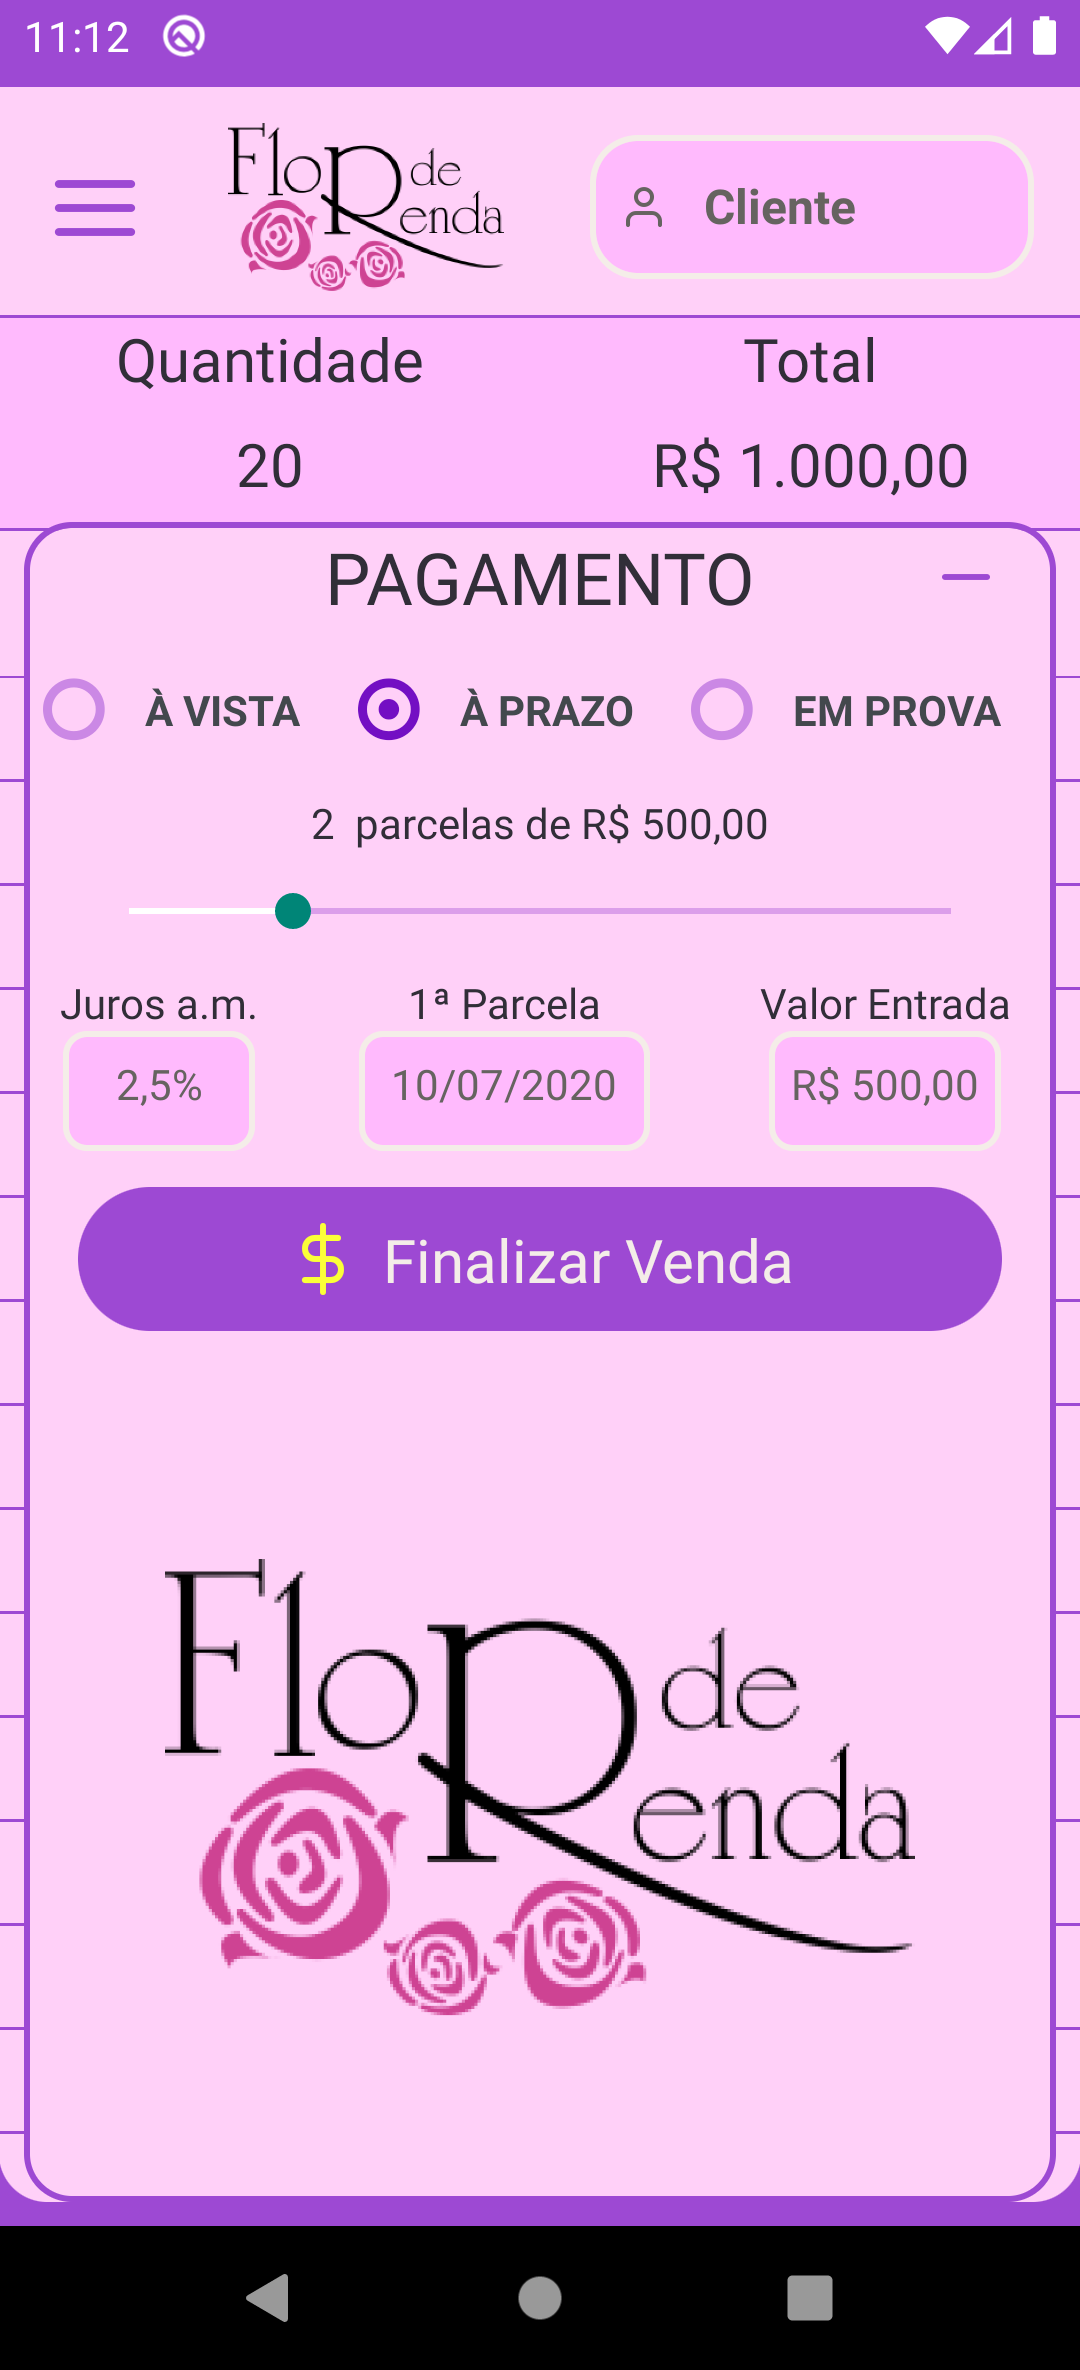 11:12
Flor de Renda
Cliente
Quantidade Total
20 R$ 1.000,00
PAGAMENTO
À VISTA À PRAZO EM PROVA
2 parcelas de R$ 500,00
Juros a.m. 1ª Parcela Valor Entrada
2,5% 10/07/2020 R$ 500,00
$ Finalizar Venda
Flor de
Renda